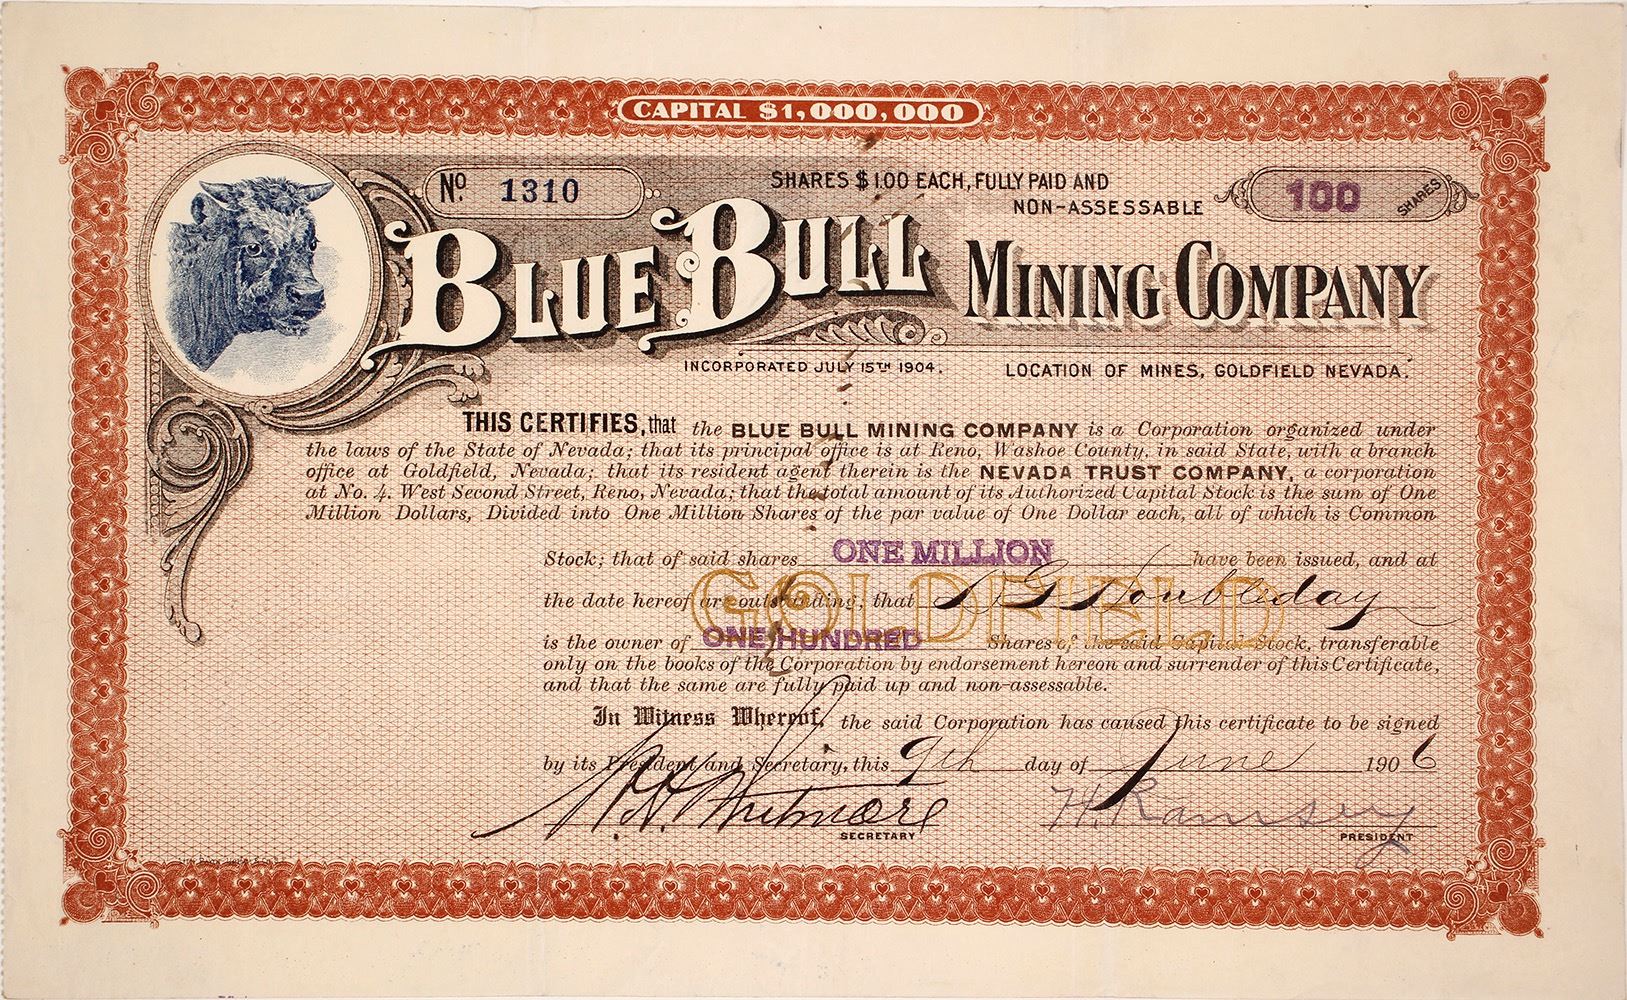 CAPITAL $1,000,000
No. 1310
SHARES $1.00 EACH, FULLY PAID AND
NON-ASSESSABLE
100 SHARES
BLUE BULL MINING COMPANY
INCORPORATED JULY 15TH 1904.
LOCATION OF MINES, GOLDFIELD NEVADA.
THIS CERTIFIES, that the BLUE BULL MINING COMPANY is a Corporation organized under
the laws of the State of Nevada; that its principal office is at Reno, Washoe County, in said State, with a branch
office at Goldfield, Nevada; that its resident agent therein is the NEVADA TRUST COMPANY, a corporation
at No. 4. West Second Street, Reno, Nevada; that the total amount of its Authorized Capital Stock is the sum of One
Million Dollars, Divided into One Million Shares of the par value of One Dollar each, all of which is Common
Stock; that of said shares ONE MILLION have been issued, and at
GOLDFIELD
the date hereof are outstanding; that Doubleday
is the owner of ONE HUNDRED Shares of the said Capital Stock, transferable
only on the books of the Corporation by endorsement hereon and surrender of this Certificate,
and that the same are fully paid up and non-assessable.
In Witness Whereof, the said Corporation has caused this certificate to be signed
by its President and Secretary, this 9th day of June 1906
Whitmore H. Ramsey
SECRETARY
PRESIDENT